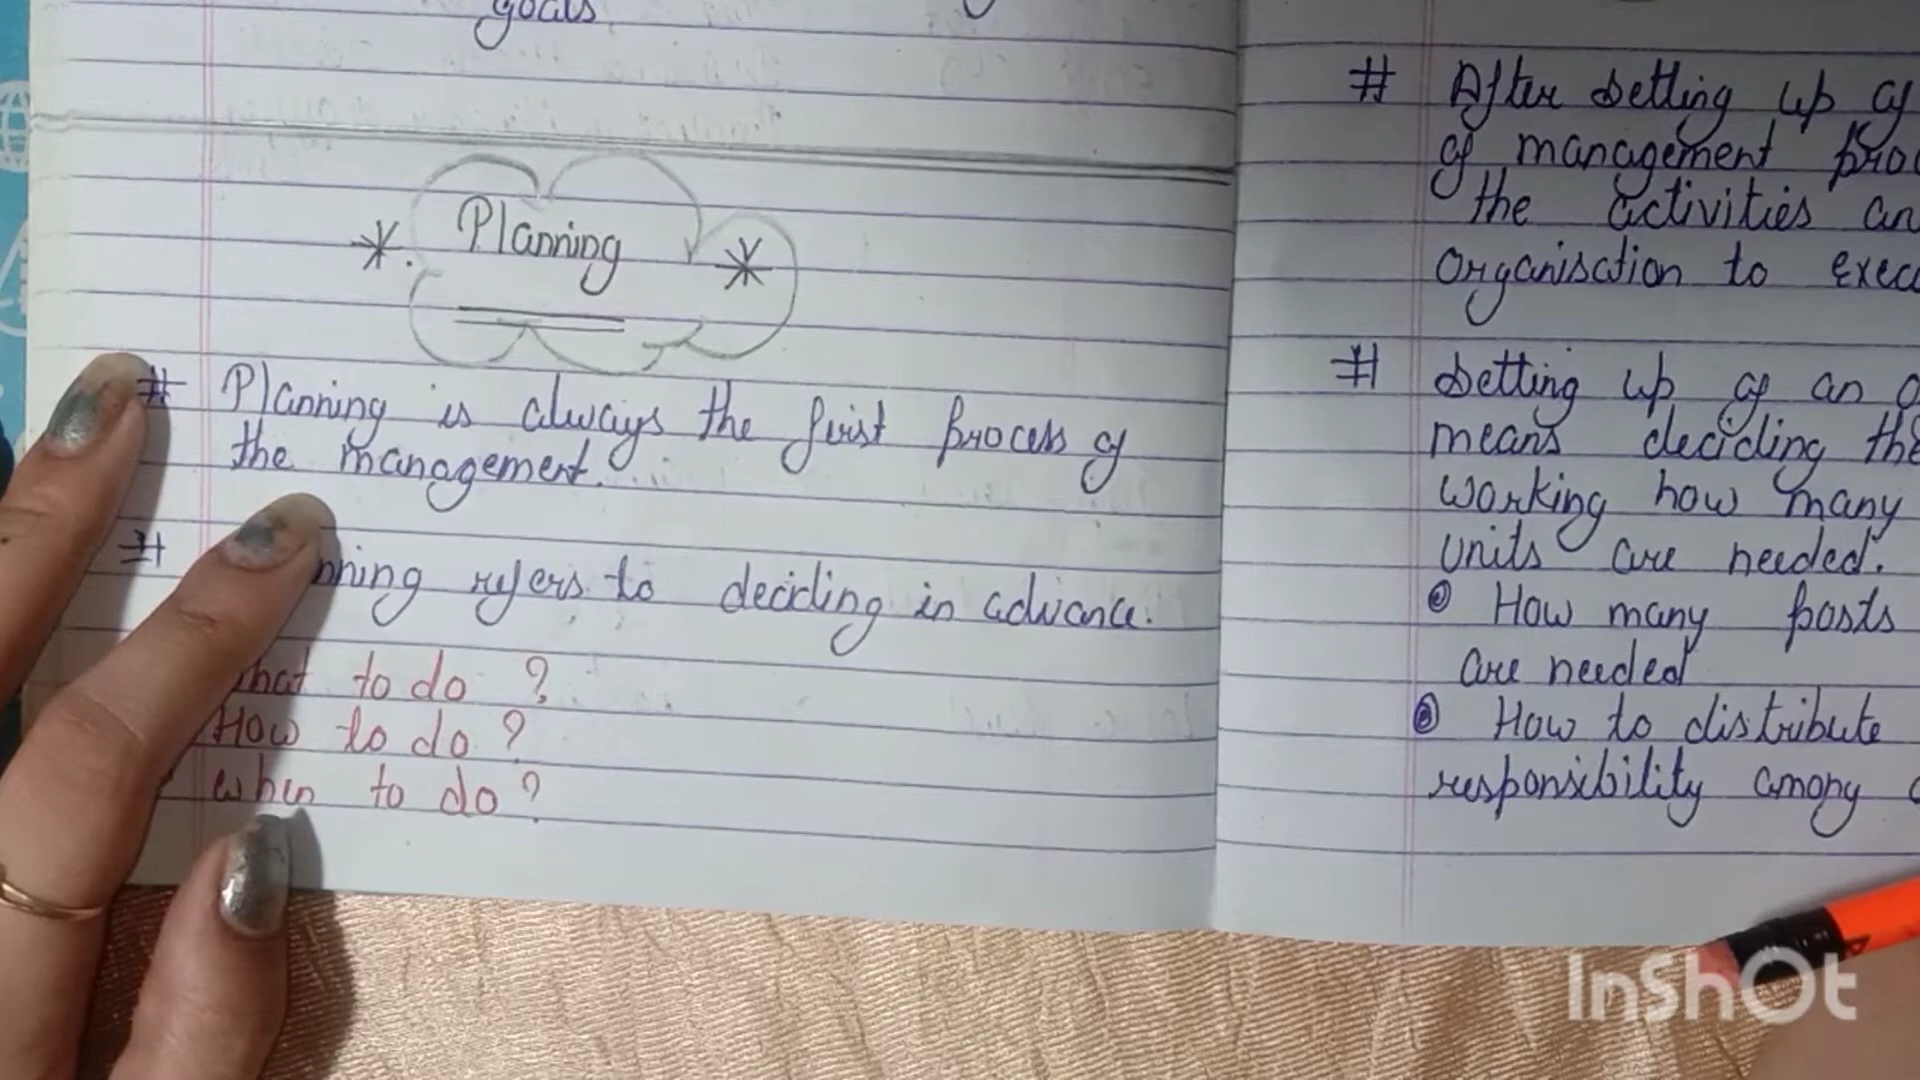 goals
Planning
# Planning is always the first process of
the management.
# refers to deciding in advance.
to do ?
How to do ?
when to do ?
# After setting up of
of management
the activities
organisation to
# setting up of an
means deciding the
working how many
units are needed.
How many posts
are needed
How to distribute
responsibility among
InShOt